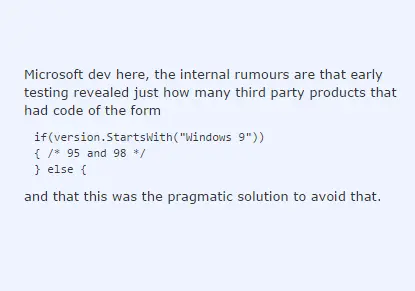 Microsoft dev here, the internal rumours are that early
testing revealed just how many third party products that
had code of the form
if(version.StartsWith("Windows 9"))
{ /* 95 and 98 */
} else {
and that this was the pragmatic solution to avoid that.